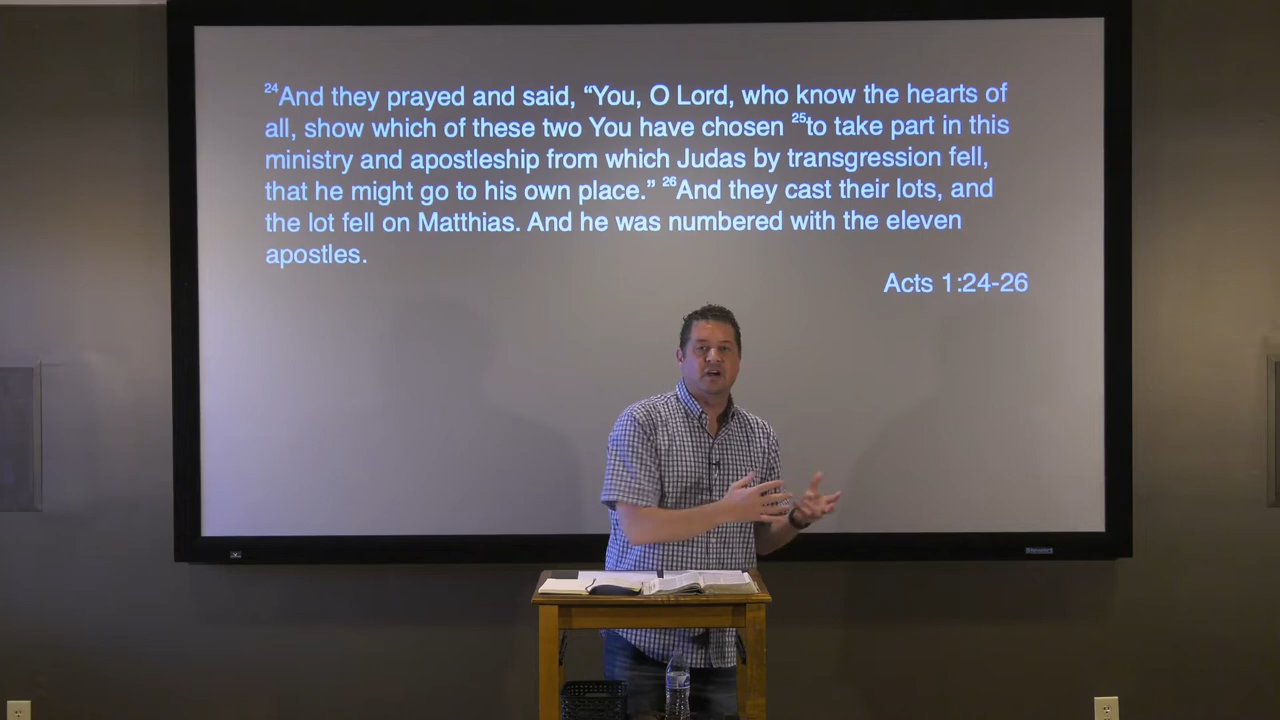 ²⁴And they prayed and said, “You, O Lord, who know the hearts of
all, show which of these two You have chosen ²⁵to take part in this
ministry and apostleship from which Judas by transgression fell,
that he might go to his own place.” ²⁶And they cast their lots, and
the lot fell on Matthias. And he was numbered with the eleven
apostles.
Acts 1:24-26